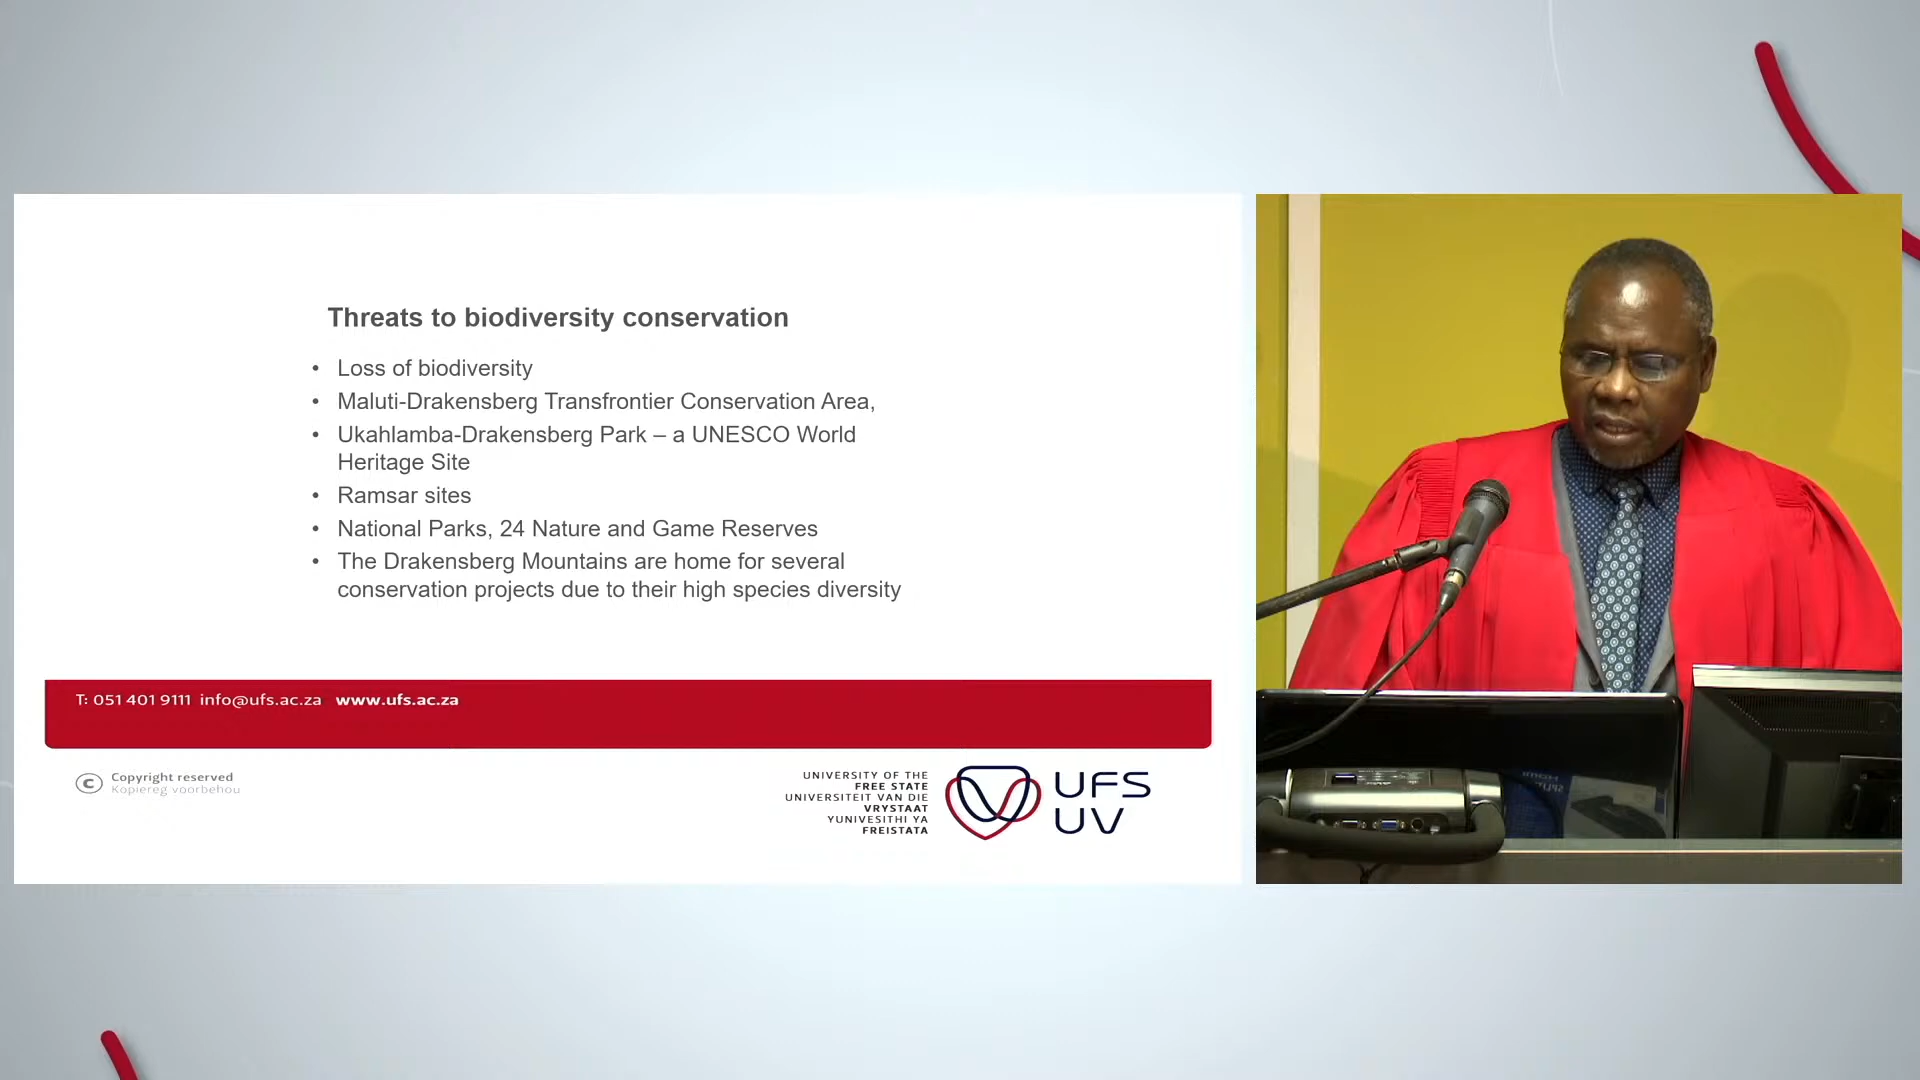 Threats to biodiversity conservation
• Loss of biodiversity
• Maluti-Drakensberg Transfrontier Conservation Area,
• Ukahlamba-Drakensberg Park – a UNESCO World
Heritage Site
• Ramsar sites
• National Parks, 24 Nature and Game Reserves
• The Drakensberg Mountains are home for several
conservation projects due to their high species diversity
T: 051 401 9111 info@ufs.ac.za www.ufs.ac.za
C
Copyright reserved
Kopiereg voorbehou
UNIVERSITY OF THE
FREE STATE
UNIVERSITEIT VAN DIE
VRYSTAAT
YUNIVESITHI YA
FREISTATA
UFS
UV